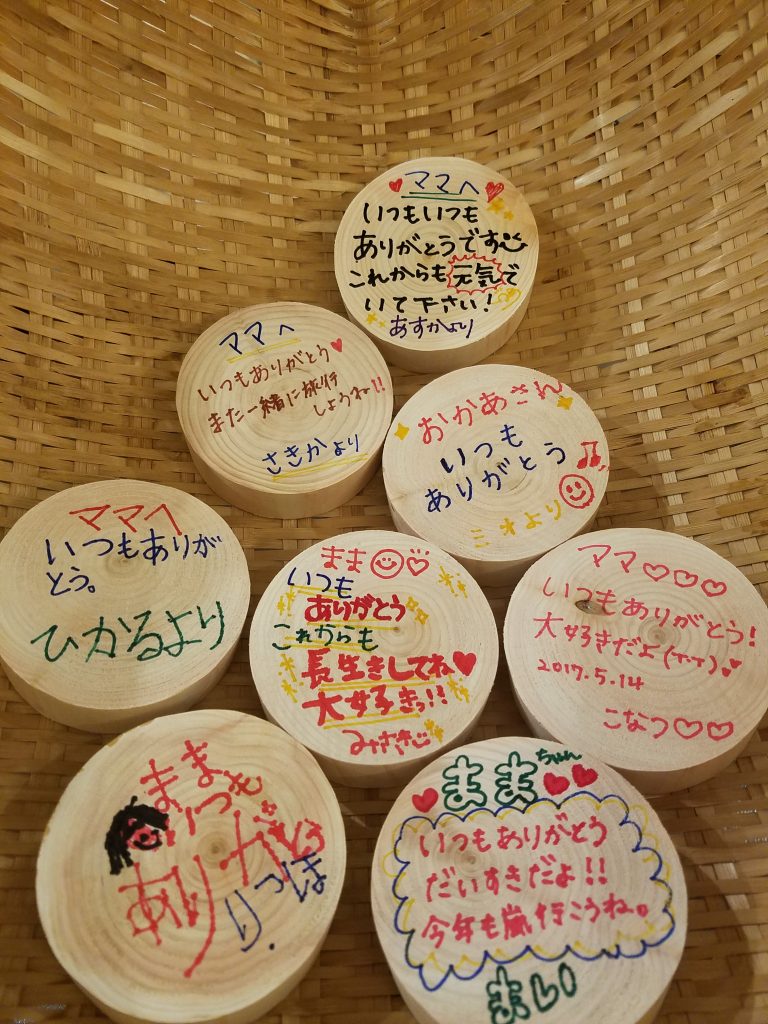 ママへ
いつもいつも
ありがとうです
これからも元気で
いて下さい!
あすかより
ママへ
いつもありがとう
また一緒に旅行
しようね!!
さきかより
おかあさん
いつも
ありがとう
ミオより
ママへ
いつもありが
とう。
ひかるより
まま
いつも
ありがとう
これからも
長生きしてね
大好きっ!!
みさき
ママ♡♡♡
いつもありがとう!
大好きだよ(TT)
2017.5.14
こなつ♡♡
まま
いつも
ありがとう
りつほ
ままちゃん
いつもありがとう
だいすきだよ!!
今年も嵐行こうね。
まい